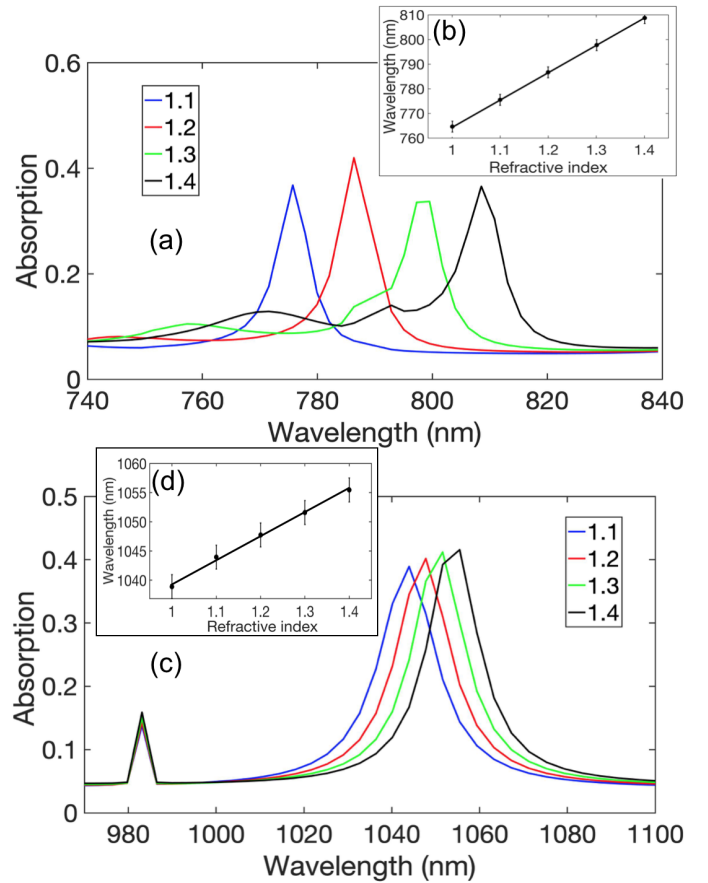 (b)
810
800
790
780
770
760
Wavelength (nm)
1 1.1 1.2 1.3 1.4
Refractive index
0.6
0.4
0.2
0
Absorption
1.1
1.2
1.3
1.4
(a)
740 760 780 800 820 840
Wavelength (nm)
(d)
1060
1055
1050
1045
1040
Wavelength (nm)
1 1.1 1.2 1.3 1.4
Refractive index
0.5
0.4
0.3
0.2
0.1
0
Absorption
1.1
1.2
1.3
1.4
(c)
980 1000 1020 1040 1060 1080 1100
Wavelength (nm)